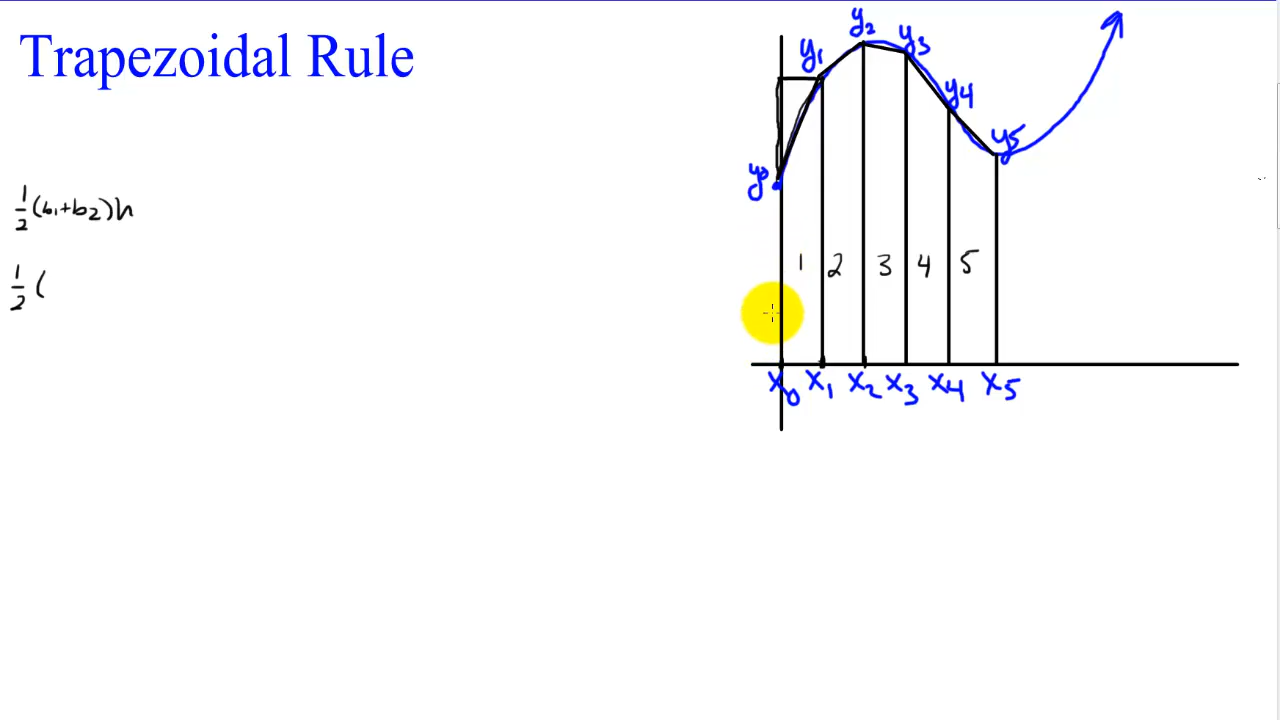 Trapezoidal Rule
y₀ y₁ y₂ y₃ y₄ y₅
½(b₁+b₂)h
½(
1 2 3 4 5
x₀ x₁ x₂ x₃ x₄ x₅